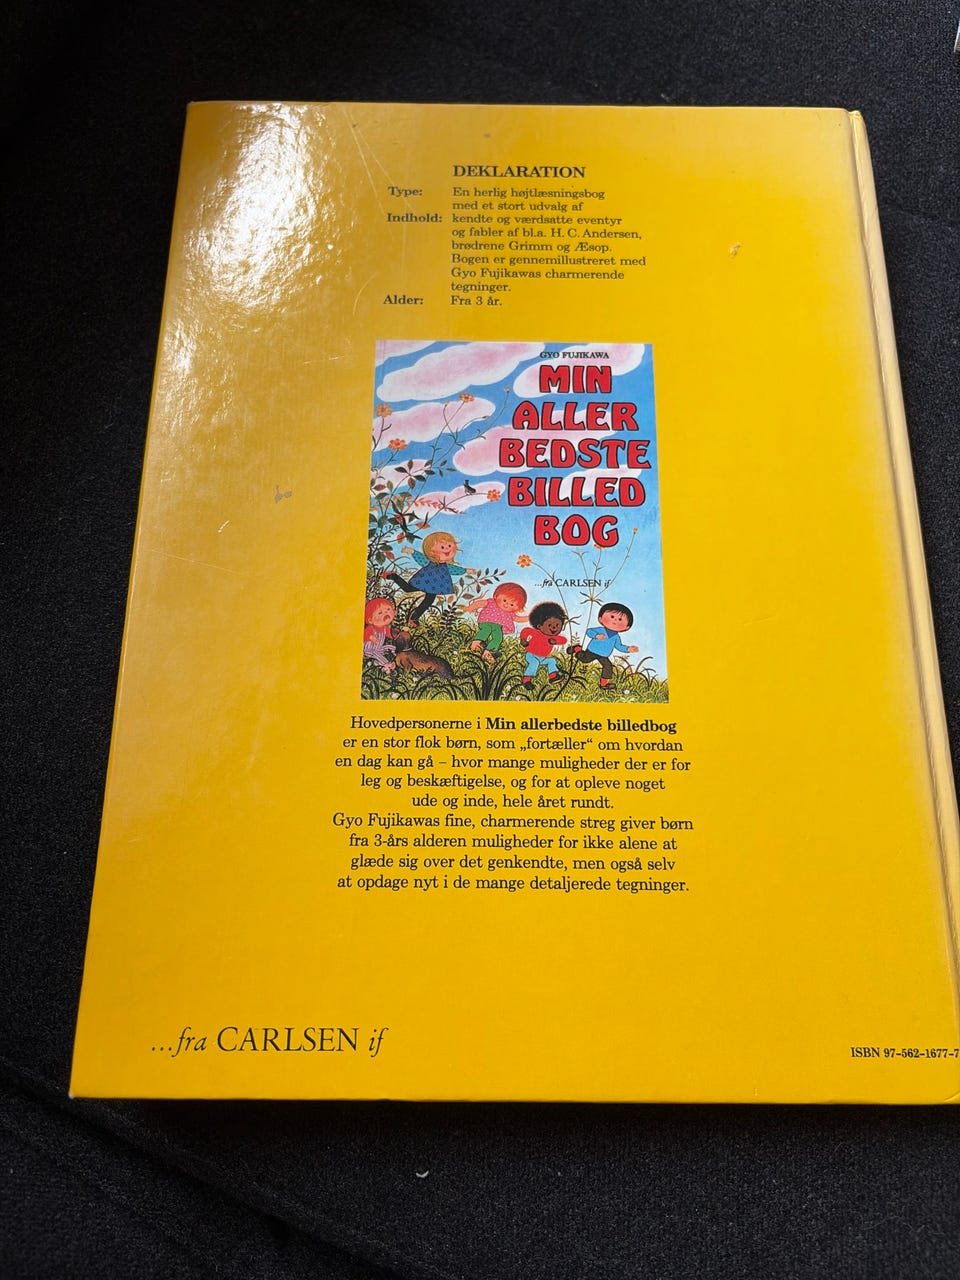 DEKLARATION
Type: En herlig højtlæsningsbog
med et stort udvalg af
Indhold: kendte og værdsatte eventyr
og fabler af bl.a. H. C. Andersen,
brødrene Grimm og Æsop.
Bogen er gennemillustreret med
Gyo Fujikawas charmerende
tegninger.
Alder: Fra 3 år.
GYO FUJIKAWA
MIN
ALLER
BEDSTE
BILLED
BOG
...fra CARLSEN if
Hovedpersonerne i Min allerbedste billedbog
er en stor flok børn, som „fortæller“ om hvordan
en dag kan gå – hvor mange muligheder der er for
leg og beskæftigelse, og for at opleve noget
ude og inde, hele året rundt.
Gyo Fujikawas fine, charmerende streg giver børn
fra 3-års alderen muligheder for ikke alene at
glæde sig over det genkendte, men også selv
at opdage nyt i de mange detaljerede tegninger.
...fra CARLSEN if
ISBN 97-562-1677-7